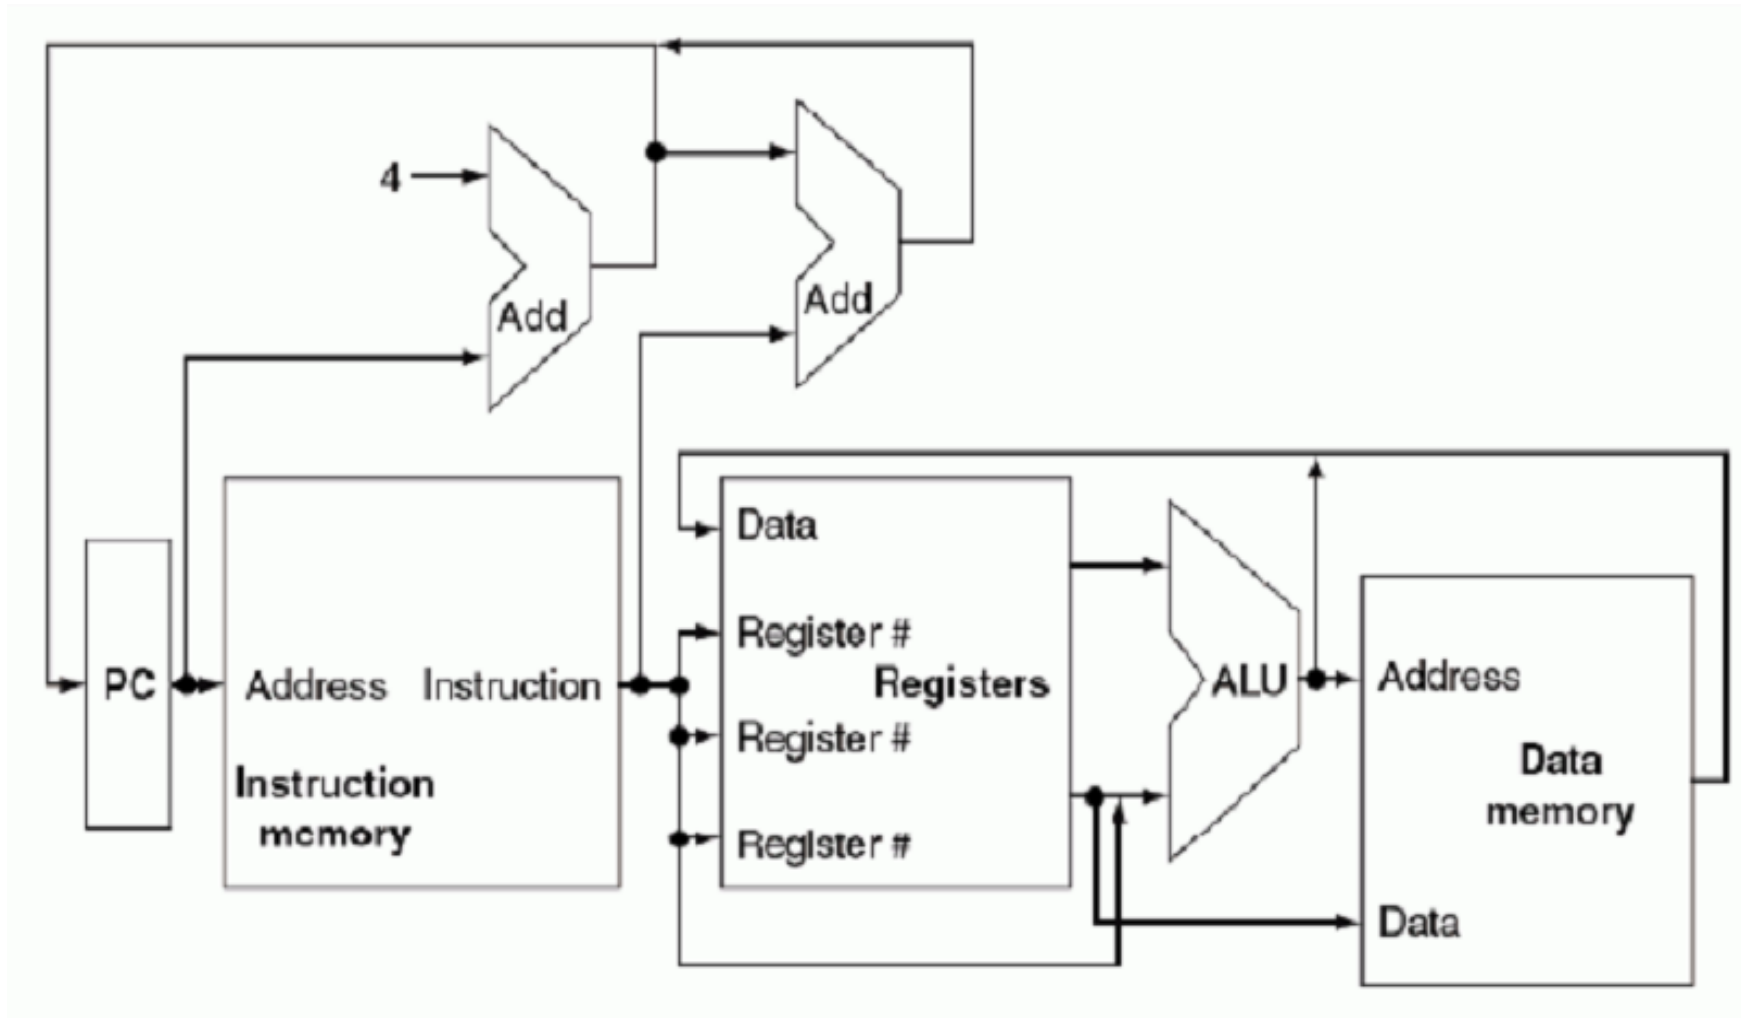 4
Add
Add
PC
Address
Instruction
Instruction
memory
Data
Register #
Registers
Register #
Register #
ALU
Address
Data
memory
Data